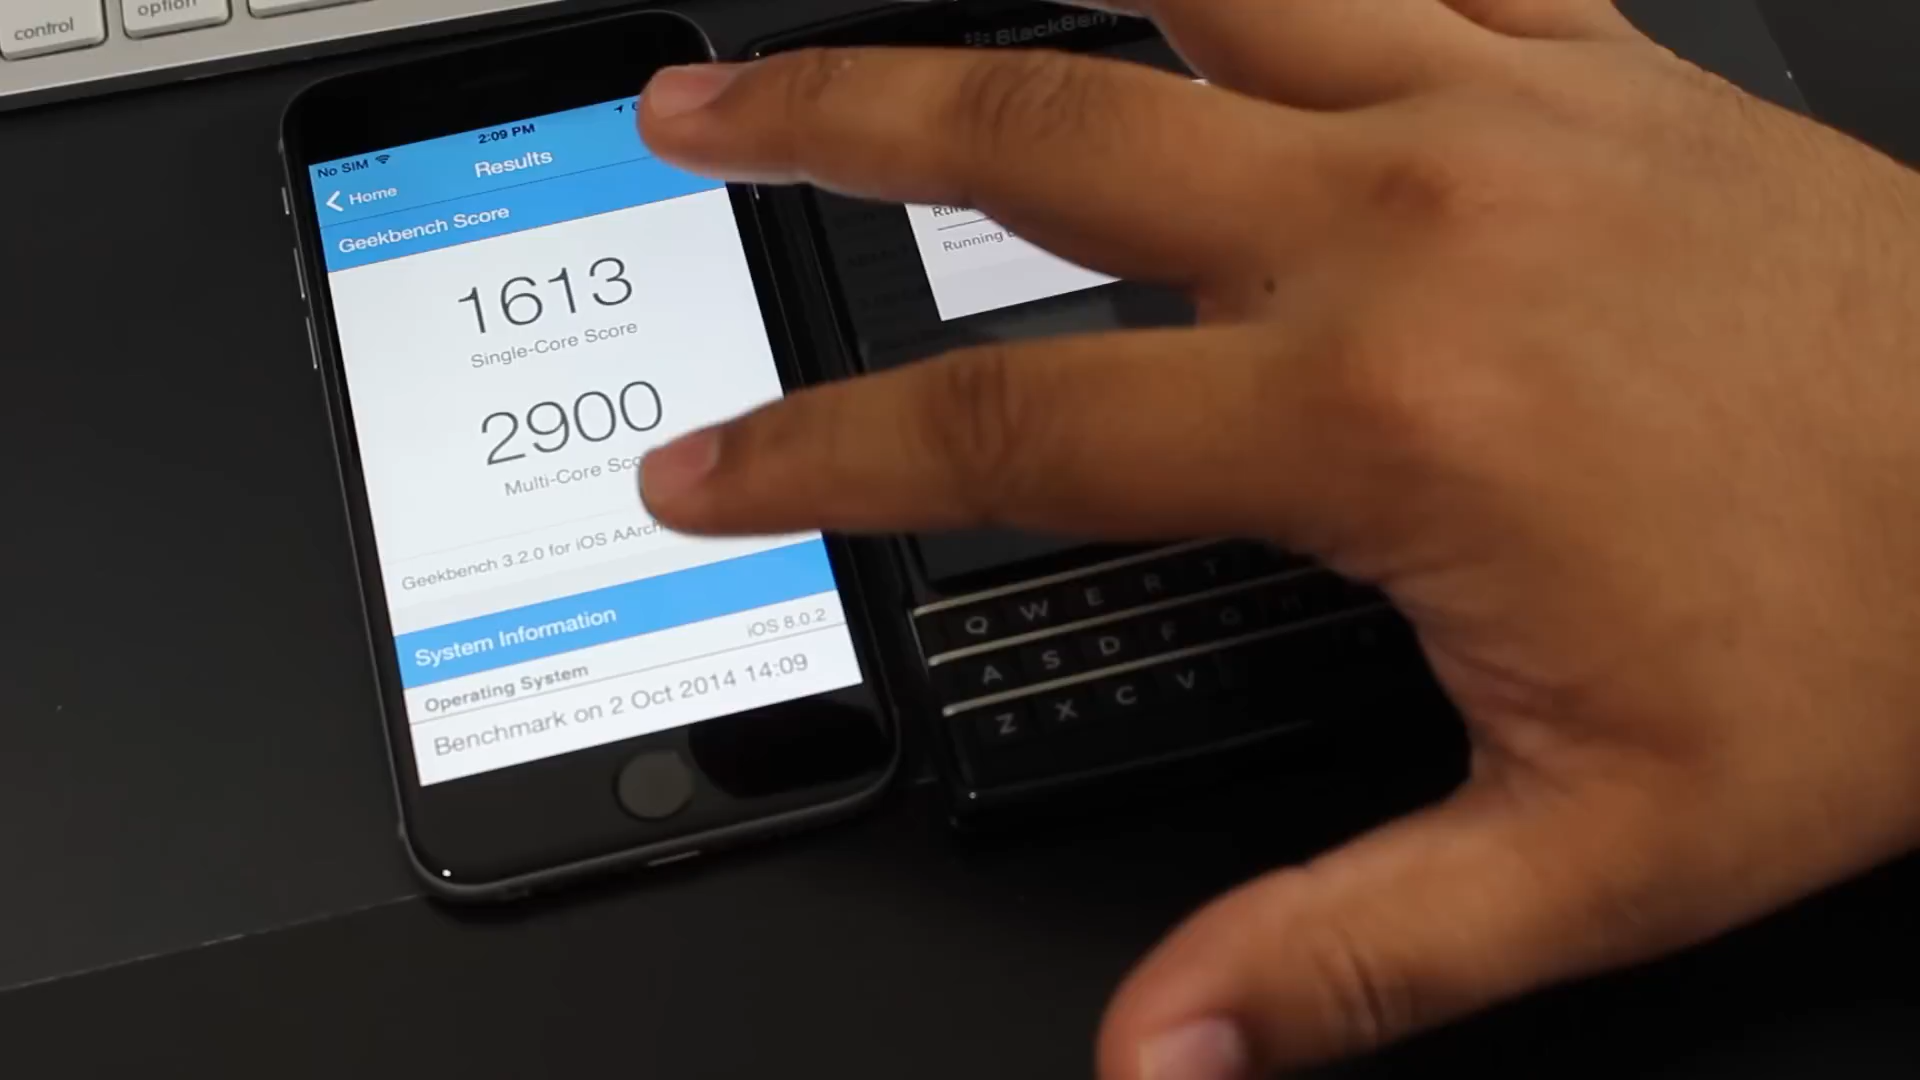 control
option
BlackBerry
No SIM
2:09 PM
Home
Results
Geekbench Score
1613
Single-Core Score
2900
Multi-Core
Geekbench 3.2.0 for iOS
System Information
Operating System
iOS 8.0.2
Benchmark on 2 Oct 2014 14:09
Running
Q W E R T
A S D F G
Z X C V